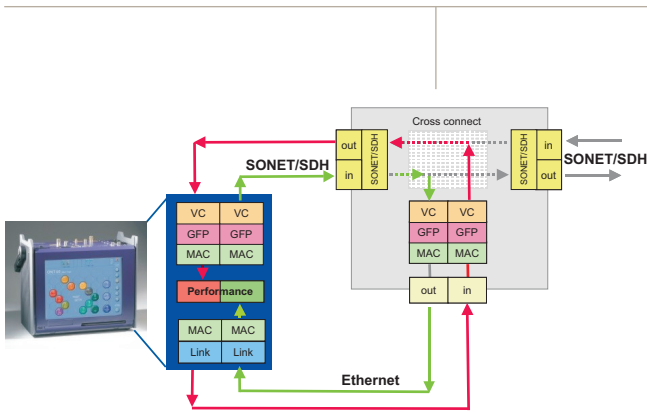 Cross connect
out
SONET/SDH
in
SONET/SDH
in
out
SONET/SDH
SONET/SDH
VC VC
GFP GFP
MAC MAC
VC VC
GFP GFP
MAC MAC
Performance
out in
MAC MAC
Link Link
Ethernet